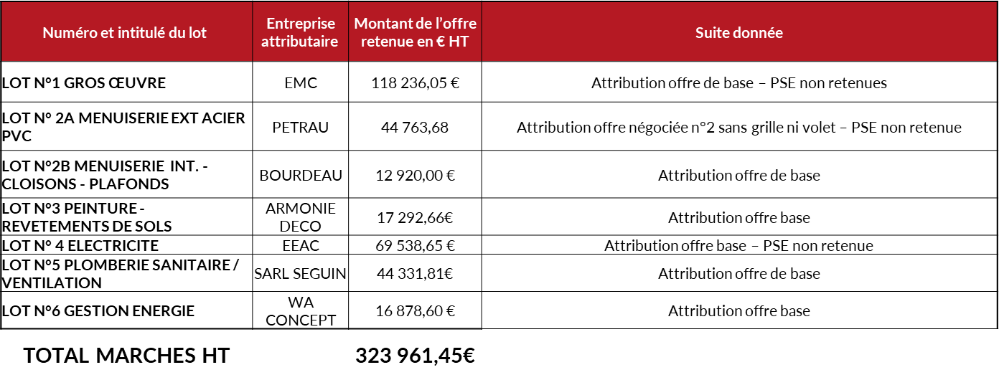 Numéro et intitulé du lot
Entreprise
attributaire
Montant de l’offre
retenue en € HT
Suite donnée
LOT N°1 GROS ŒUVRE
EMC
118 236,05 €
Attribution offre de base – PSE non retenues
LOT N° 2A MENUISERIE EXT ACIER
PVC
PETRAU
44 763,68
Attribution offre négociée n°2 sans grille ni volet – PSE non retenue
LOT N°2B MENUISERIE INT. -
CLOISONS - PLAFONDS
BOURDEAU
12 920,00 €
Attribution offre de base
LOT N°3 PEINTURE -
REVETEMENTS DE SOLS
ARMONIE
DECO
17 292,66€
Attribution offre base
LOT N° 4 ELECTRICITE
EEAC
69 538,65 €
Attribution offre base – PSE non retenue
LOT N°5 PLOMBERIE SANITAIRE /
VENTILATION
SARL SEGUIN
44 331,81€
Attribution offre de base
LOT N°6 GESTION ENERGIE
WA
CONCEPT
16 878,60 €
Attribution offre base
TOTAL MARCHES HT
323 961,45€